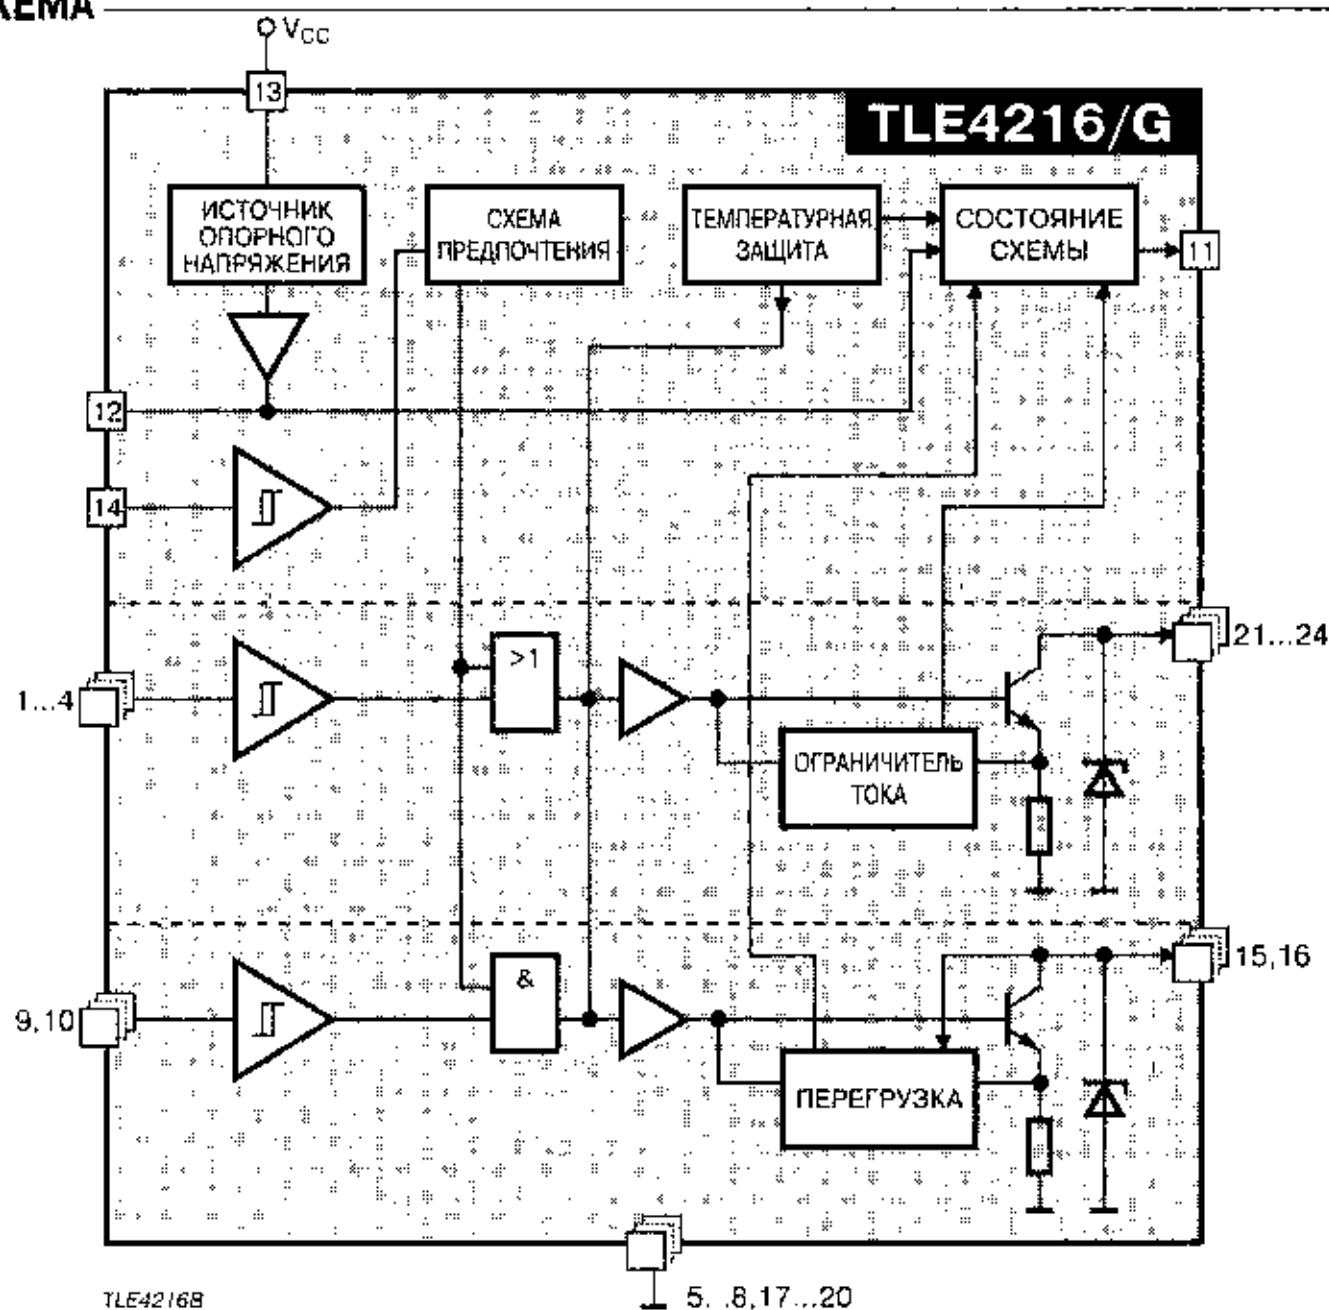 ХЕМА
VCC
13
TLE4216/G
ИСТОЧНИК
ОПОРНОГО
НАПРЯЖЕНИЯ
СХЕМА
ПРЕДПОЧТЕНИЯ
ТЕМПЕРАТУРНАЯ
ЗАЩИТА
СОСТОЯНИЕ
СХЕМЫ
11
12
14
21...24
>1
1...4
ОГРАНИЧИТЕЛЬ
ТОКА
15,16
&
9,10
ПЕРЕГРУЗКА
5...8,17...20
TLE4216B